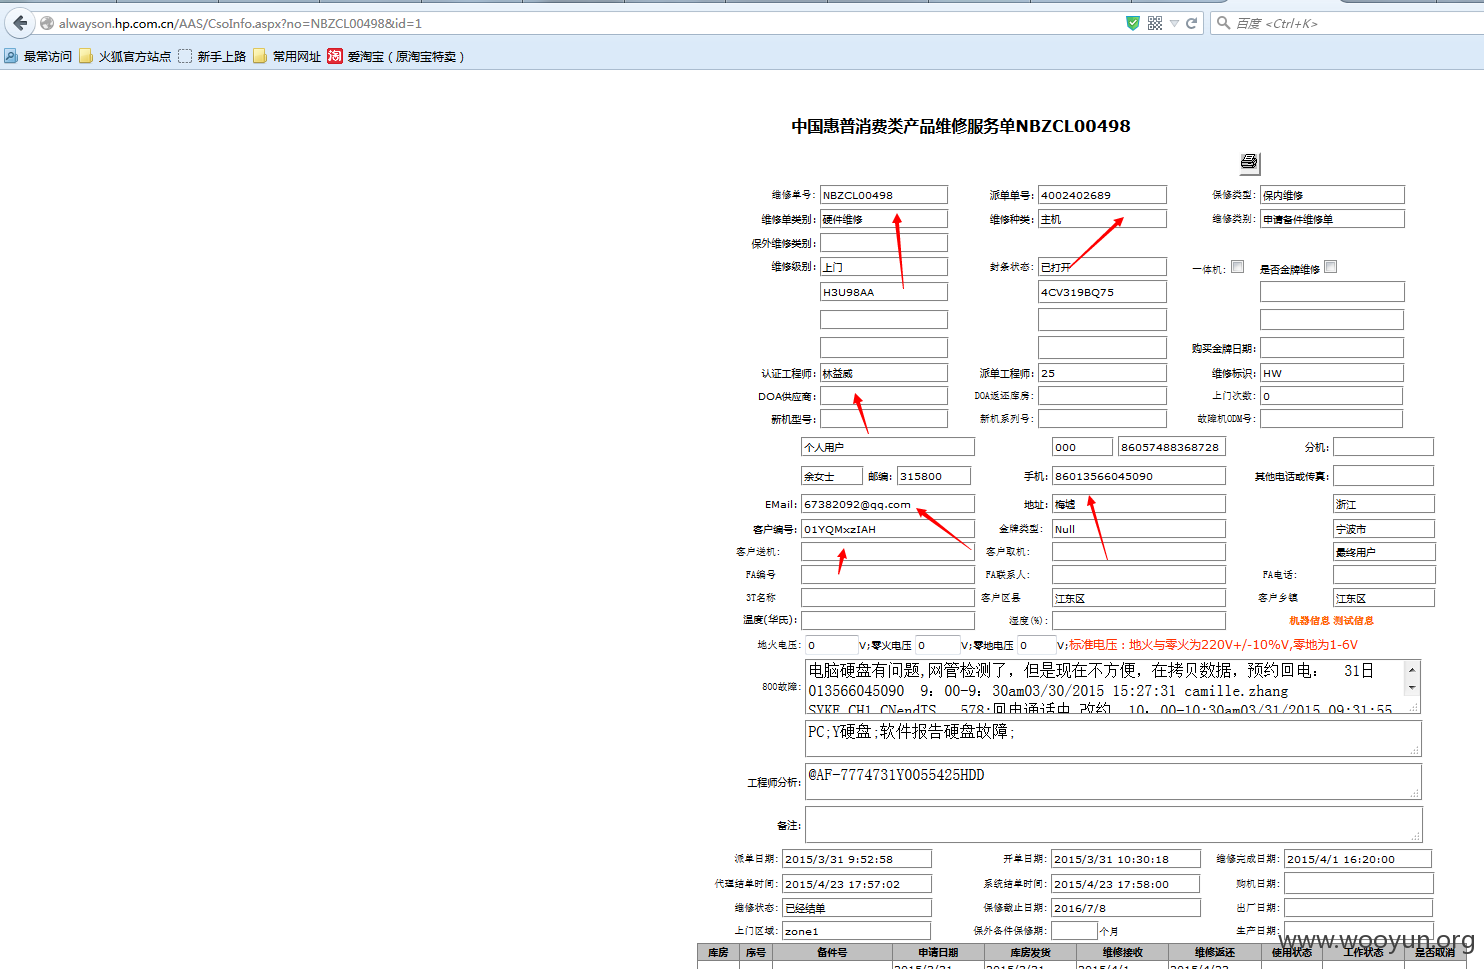 alwayson.hp.com.cn/AAS/CsoInfo.aspx?no=NBZCL00498&id=1
百度 <Ctrl+K>
最常访问 火狐官方站点 新手上路 常用网址 淘 爱淘宝（原淘宝特卖）
中国惠普消费类产品维修服务单NBZCL00498
维修单号: NBZCL00498 派单单号: 4002402689 保修类型: 保内维修
维修单类别: 硬件维修 维修种类: 主机 维修类别: 申请备件维修单
保外维修类别:
维修级别: 上门 封条状态: 已打开 一体机: 是否金牌维修
H3U98AA 4CV319BQ75
购买金牌日期:
认证工程师: 林益威 派单工程师: 25 维修标识: HW
DOA供应商: DOA返还库房: 上门次数: 0
新机型号: 新机系列号: 故障机ODM号:
个人用户 000 86057488368728 分机:
余女士 邮编: 315800 手机: 86013566045090 其他电话或传真:
EMail: 67382092@qq.com 地址: 梅墟 浙江
客户编号: 01YQMxzIAH 金牌类型: Null 宁波市
客户送机: 客户取机: 最终用户
FA编号 FA联系人: FA电话:
3T名称 客户区县 江东区 客户乡镇 江东区
温度(华氏): 湿度(%): 机器信息 测试信息
地火电压: 0 V;零火电压 0 V;零地电压 0 V;标准电压：地火与零火为220V+/-10%V,零地为1-6V
800故障: 电脑硬盘有问题,网管检测了，但是现在不方便，在拷贝数据，预约回电： 31日
013566045090 9：00-9：30am03/30/2015 15:27:31 camille.zhang
SYKE CH1 CNendTS 578:回电通话中 改约 10：00-10:30am03/31/2015 09:31:55
PC;Y硬盘;软件报告硬盘故障;
工程师分析: @AF-7774731Y0055425HDD
备注:
派单日期: 2015/3/31 9:52:58 开单日期: 2015/3/31 10:30:18 维修完成日期: 2015/4/1 16:20:00
代理结单时间: 2015/4/23 17:57:02 系统结单时间: 2015/4/23 17:58:00 购机日期:
维修状态: 已经结单 保修截止日期: 2016/7/8 出厂日期:
上门区域: zone1 保外备件保修期: 个月 生产日期:
www.wooyun.org
库房 序号 备件号 申请日期 库房发货 维修接收 维修返还 使用状态 工作状态 是否取消